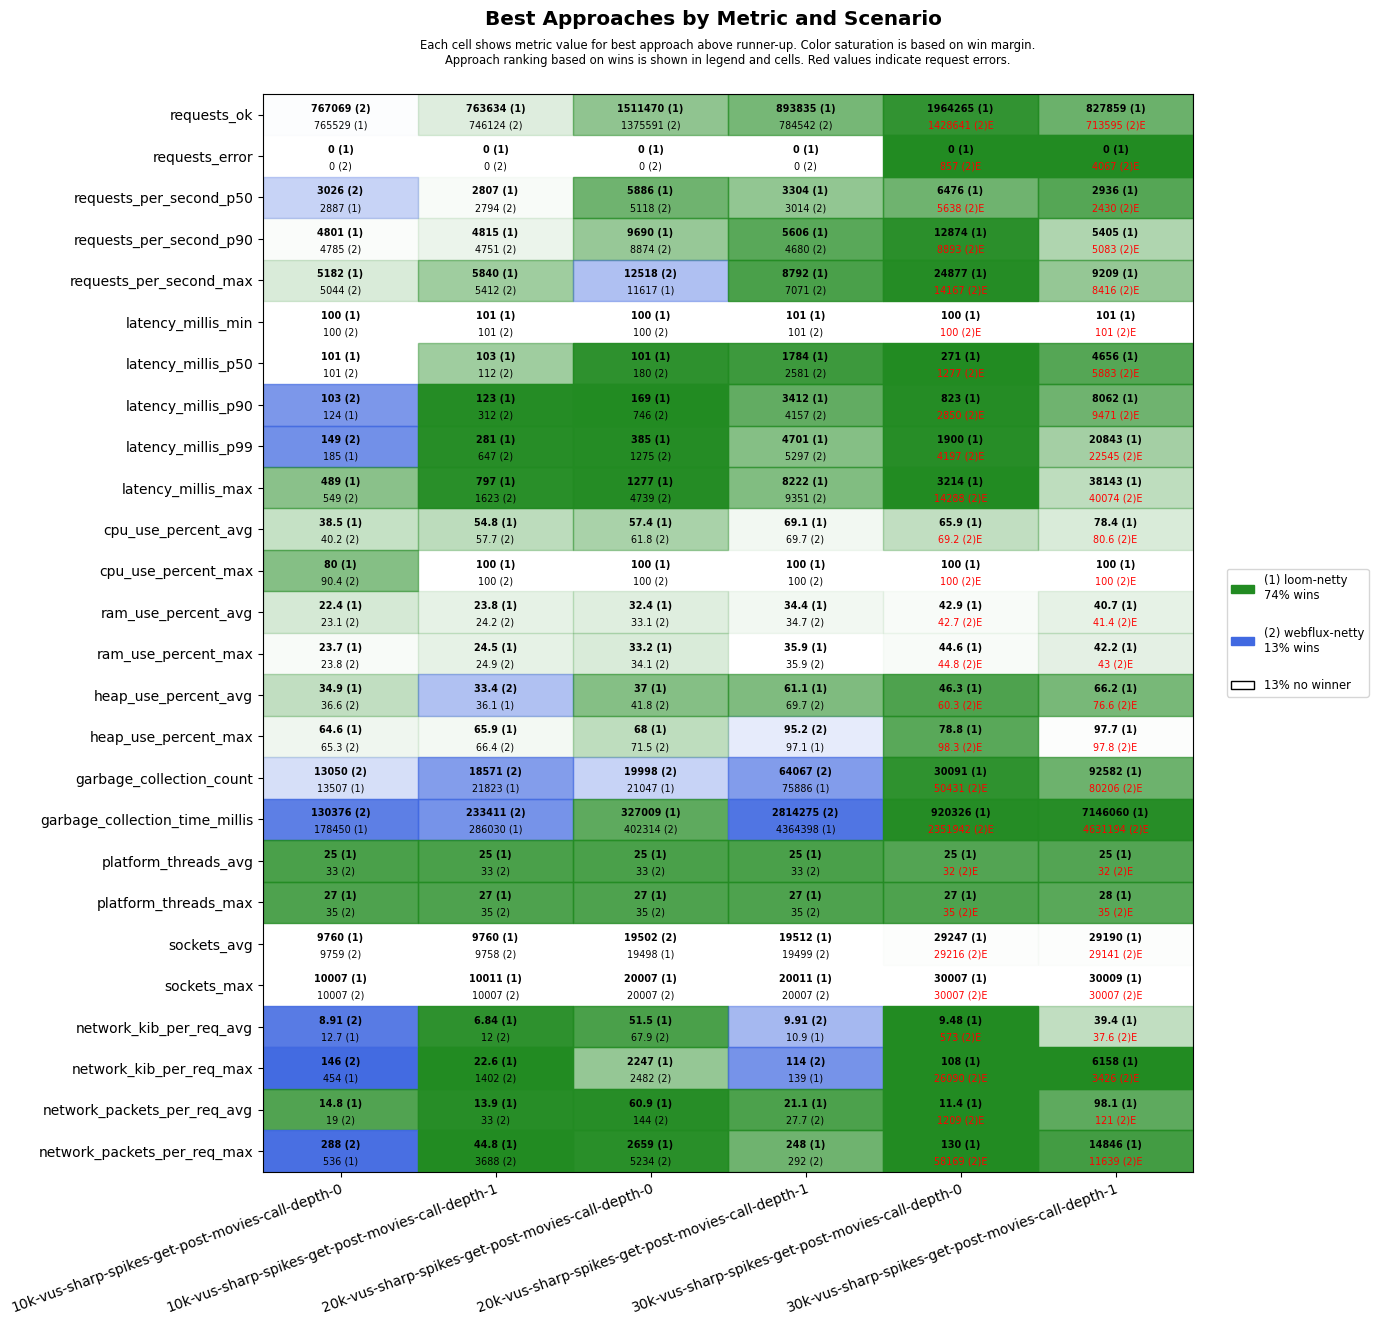 Best Approaches by Metric and Scenario
Each cell shows metric value for best approach above runner-up. Color saturation is based on win margin.
Approach ranking based on wins is shown in legend and cells. Red values indicate request errors.
requests_ok
767069 (2) 763634 (1) 1511470 (1) 893835 (1) 1964265 (1) 827859 (1)
765529 (1) 746124 (2) 1375591 (2) 784542 (2) 1428641 (2)E 713595 (2)E
requests_error
0 (1) 0 (1) 0 (1) 0 (1) 0 (1) 0 (1)
0 (2) 0 (2) 0 (2) 0 (2) 957 (2)E 4067 (2)E
requests_per_second_p50
3026 (2) 2807 (1) 5886 (1) 3304 (1) 6476 (1) 2936 (1)
2887 (1) 2794 (2) 5118 (2) 3014 (2) 5638 (2)E 2430 (2)E
requests_per_second_p90
4801 (1) 4815 (1) 9690 (1) 5606 (1) 12874 (1) 5405 (1)
4785 (2) 4751 (2) 8874 (2) 4680 (2) 8893 (2)E 5083 (2)E
requests_per_second_max
5182 (1) 5840 (1) 12518 (2) 8792 (1) 24877 (1) 9209 (1)
5044 (2) 5412 (2) 11617 (1) 7071 (2) 14167 (2)E 8416 (2)E
latency_millis_min
100 (1) 101 (1) 100 (1) 101 (1) 100 (1) 101 (1)
100 (2) 101 (2) 100 (2) 101 (2) 100 (2)E 101 (2)E
latency_millis_p50
101 (1) 103 (1) 101 (1) 1784 (1) 271 (1) 4656 (1)
101 (2) 112 (2) 180 (2) 2581 (2) 1277 (2)E 5883 (2)E
latency_millis_p90
103 (2) 123 (1) 169 (1) 3412 (1) 823 (1) 8062 (1)
124 (1) 312 (2) 746 (2) 4157 (2) 2850 (2)E 9471 (2)E
latency_millis_p99
149 (2) 281 (1) 385 (1) 4701 (1) 1900 (1) 20843 (1)
185 (1) 647 (2) 1275 (2) 5297 (2) 4197 (2)E 22545 (2)E
latency_millis_max
489 (1) 797 (1) 1277 (1) 8222 (1) 3214 (1) 38143 (1)
549 (2) 1623 (2) 4739 (2) 9351 (2) 14288 (2)E 40074 (2)E
cpu_use_percent_avg
38.5 (1) 54.8 (1) 57.4 (1) 69.1 (1) 65.9 (1) 78.4 (1)
40.2 (2) 57.7 (2) 61.8 (2) 69.7 (2) 69.2 (2)E 80.6 (2)E
cpu_use_percent_max
80 (1) 100 (1) 100 (1) 100 (1) 100 (1) 100 (1)
90.4 (2) 100 (2) 100 (2) 100 (2) 100 (2)E 100 (2)E
ram_use_percent_avg
22.4 (1) 23.8 (1) 32.4 (1) 34.4 (1) 42.9 (1) 40.7 (1)
23.1 (2) 24.2 (2) 33.1 (2) 34.7 (2) 42.7 (2)E 41.4 (2)E
ram_use_percent_max
23.7 (1) 24.5 (1) 33.2 (1) 35.9 (1) 44.6 (1) 42.2 (1)
23.8 (2) 24.9 (2) 34.1 (2) 35.9 (2) 44.8 (2)E 43 (2)E
heap_use_percent_avg
34.9 (1) 33.4 (2) 37 (1) 61.1 (1) 46.3 (1) 66.2 (1)
36.6 (2) 36.1 (1) 41.8 (2) 69.7 (2) 60.3 (2)E 76.6 (2)E
heap_use_percent_max
64.6 (1) 65.9 (1) 68 (1) 95.2 (2) 78.8 (1) 97.7 (1)
65.3 (2) 66.4 (2) 71.5 (2) 97.1 (1) 98.3 (2)E 97.8 (2)E
garbage_collection_count
13050 (2) 18571 (2) 19998 (2) 64067 (2) 30091 (1) 92582 (1)
13507 (1) 21823 (1) 21047 (1) 75886 (1) 50431 (2)E 80206 (2)E
garbage_collection_time_millis
130376 (2) 233411 (2) 327009 (1) 2814275 (2) 920326 (1) 7146060 (1)
178450 (1) 286030 (1) 402314 (2) 4364398 (1) 2351942 (2)E 4631104 (2)E
platform_threads_avg
25 (1) 25 (1) 25 (1) 25 (1) 25 (1) 25 (1)
33 (2) 33 (2) 33 (2) 33 (2) 32 (2)E 32 (2)E
platform_threads_max
27 (1) 27 (1) 27 (1) 27 (1) 27 (1) 28 (1)
35 (2) 35 (2) 35 (2) 35 (2) 35 (2)E 35 (2)E
sockets_avg
9760 (1) 9760 (1) 19502 (2) 19512 (1) 29247 (1) 29190 (1)
9759 (2) 9758 (2) 19498 (1) 19499 (2) 29216 (2)E 29141 (2)E
sockets_max
10007 (1) 10011 (1) 20007 (1) 20011 (1) 30007 (1) 30009 (1)
10007 (2) 10007 (2) 20007 (2) 20007 (2) 30007 (2)E 30007 (2)E
network_kib_per_req_avg
8.91 (2) 6.84 (1) 51.5 (1) 9.91 (2) 9.48 (1) 39.4 (1)
12.7 (1) 12 (2) 67.9 (2) 10.9 (1) 573 (2)E 37.6 (2)E
network_kib_per_req_max
146 (2) 22.6 (1) 2247 (1) 114 (2) 108 (1) 6158 (1)
454 (1) 1402 (2) 2482 (2) 139 (1) 26090 (2)E 3426 (2)E
network_packets_per_req_avg
14.8 (1) 13.9 (1) 60.9 (1) 21.1 (1) 11.4 (1) 98.1 (1)
19 (2) 33 (2) 144 (2) 27.7 (2) 1209 (2)E 121 (2)E
network_packets_per_req_max
288 (2) 44.8 (1) 2659 (1) 248 (1) 130 (1) 14846 (1)
536 (1) 3688 (2) 5234 (2) 292 (2) 58169 (2)E 11639 (2)E
10k-vus-sharp-spikes-get-post-movies-call-depth-0
10k-vus-sharp-spikes-get-post-movies-call-depth-1
20k-vus-sharp-spikes-get-post-movies-call-depth-0
20k-vus-sharp-spikes-get-post-movies-call-depth-1
30k-vus-sharp-spikes-get-post-movies-call-depth-0
30k-vus-sharp-spikes-get-post-movies-call-depth-1
(1) loom-netty
74% wins
(2) webflux-netty
13% wins
13% no winner